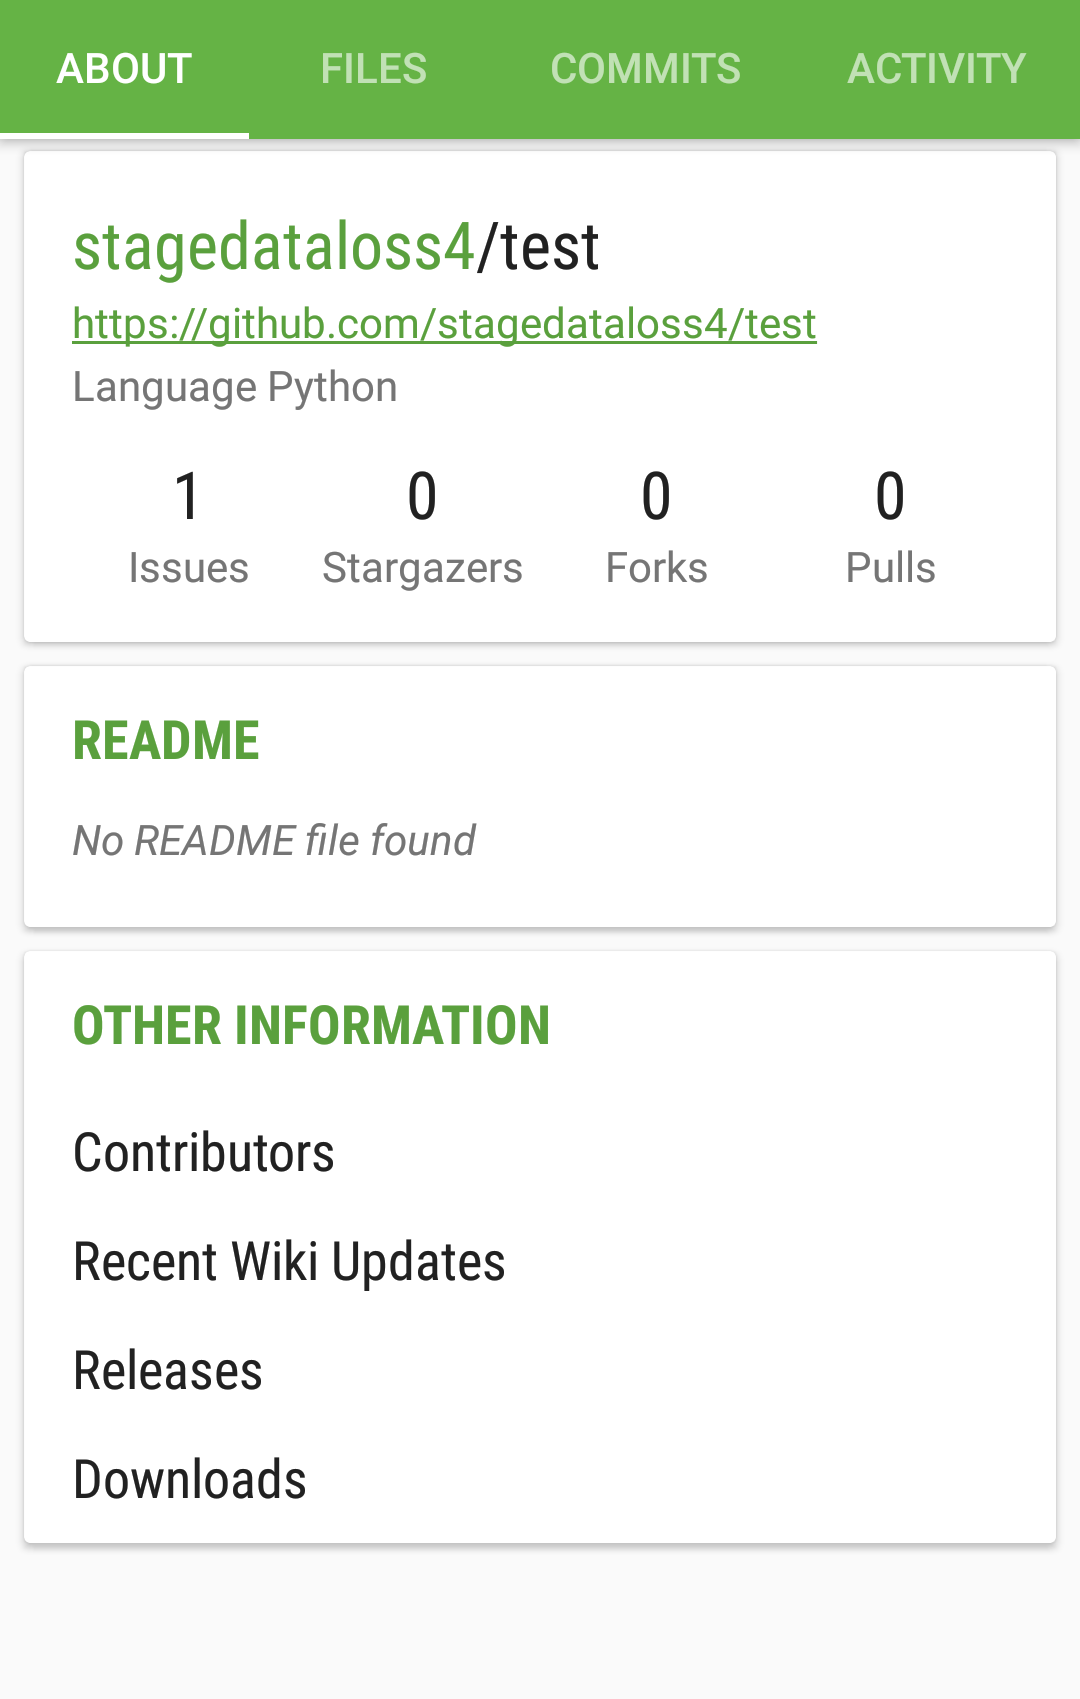 ABOUT FILES COMMITS ACTIVITY
stagedataloss4/test
https://github.com/stagedataloss4/test
Language Python
1 0 0 0
Issues Stargazers Forks Pulls
README
No README file found
OTHER INFORMATION
Contributors
Recent Wiki Updates
Releases
Downloads